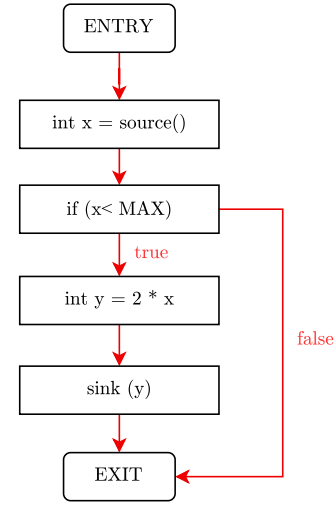 ENTRY
int x = source()
if (x< MAX)
true
int y = 2 * x
false
sink (y)
EXIT